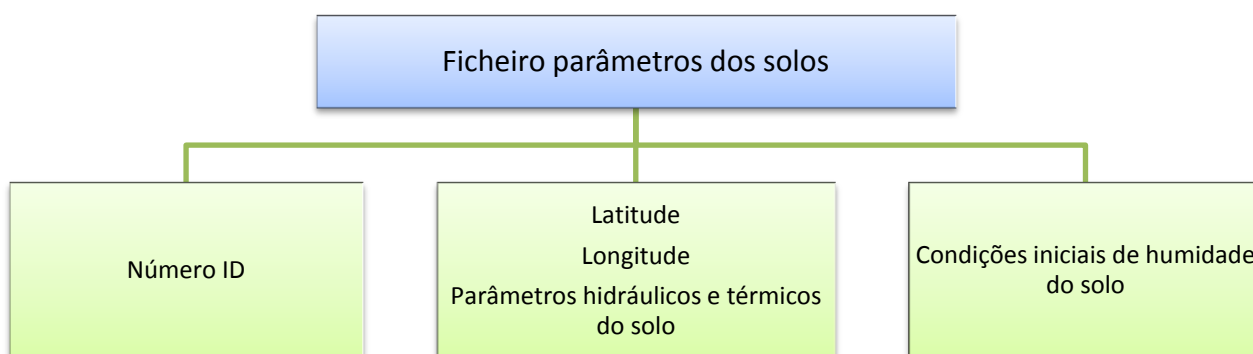 Ficheiro parâmetros dos solos
Número ID
Latitude
Longitude
Parâmetros hidráulicos e térmicos
do solo
Condições iniciais de humidade
do solo